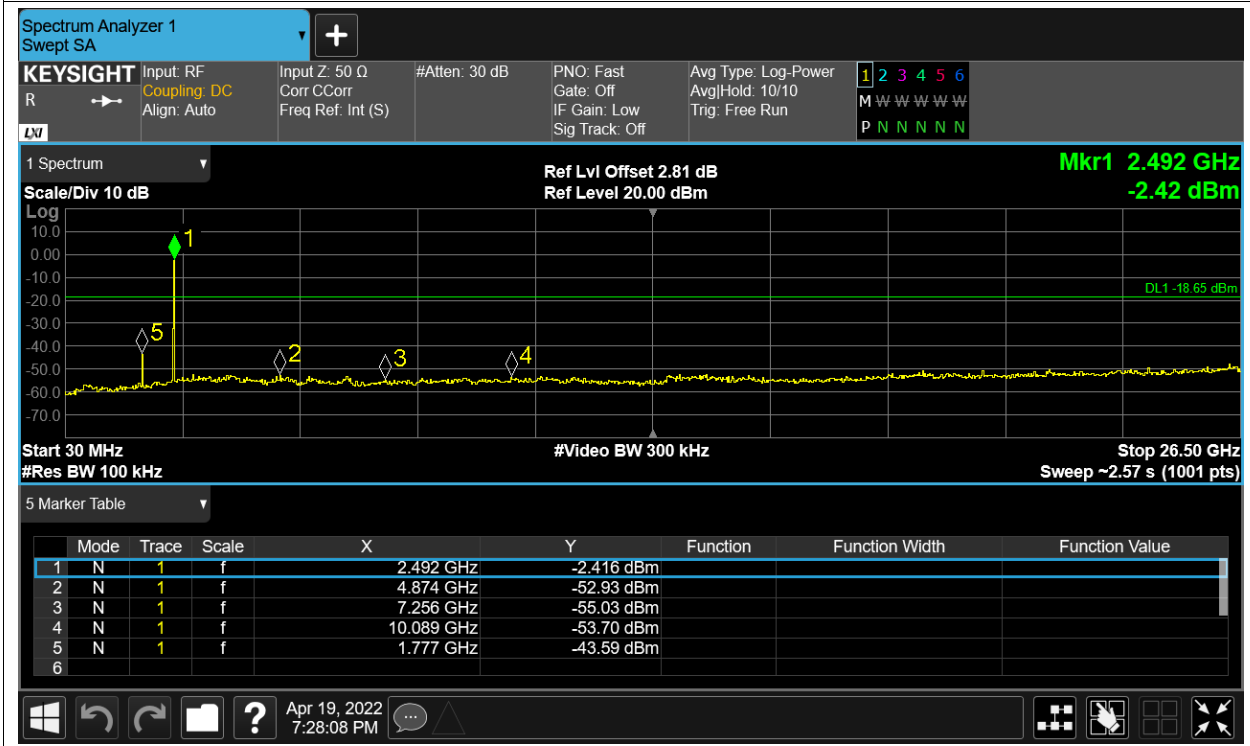 Spectrum Analyzer 1
Swept SA
KEYSIGHT
R
LXI
Input: RF
Coupling: DC
Align: Auto
Input Z: 50 Ω
Corr CCorr
Freq Ref: Int (S)
#Atten: 30 dB
PNO: Fast
Gate: Off
IF Gain: Low
Sig Track: Off
Avg Type: Log-Power
Avg|Hold: 10/10
Trig: Free Run
1 2 3 4 5 6
M W W W W W
P N N N N N
1 Spectrum
Scale/Div 10 dB
Ref Lvl Offset 2.81 dB
Ref Level 20.00 dBm
Mkr1 2.492 GHz
-2.42 dBm
Log
10.0
0.00
-10.0
-20.0
-30.0
-40.0
-50.0
-60.0
-70.0
1
DL1 -18.65 dBm
5
2
3
4
Start 30 MHz
#Res BW 100 kHz
#Video BW 300 kHz
Stop 26.50 GHz
Sweep ~2.57 s (1001 pts)
5 Marker Table
Mode Trace Scale X Y Function Function Width Function Value
1 N 1 f 2.492 GHz -2.416 dBm
2 N 1 f 4.874 GHz -52.93 dBm
3 N 1 f 7.256 GHz -55.03 dBm
4 N 1 f 10.089 GHz -53.70 dBm
5 N 1 f 1.777 GHz -43.59 dBm
6
?
Apr 19, 2022
7:28:08 PM